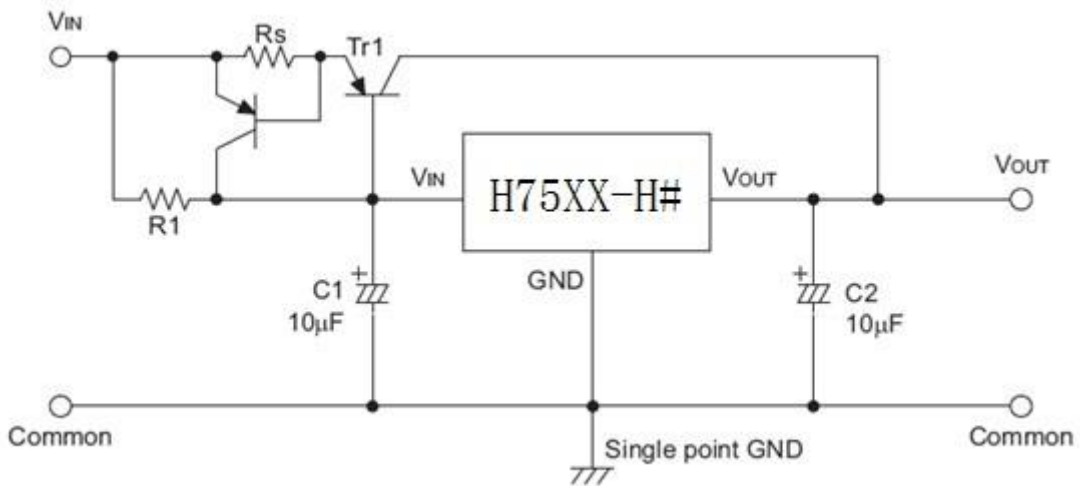 VIN
Rs
Tr1
VIN
H75XX-H#
VOUT
VOUT
R1
GND
C1
10μF
C2
10μF
Common
Single point GND
Common